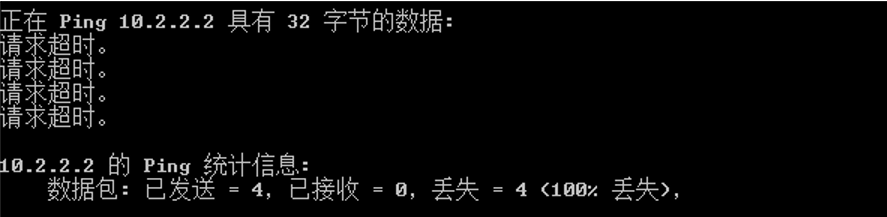 正在 Ping 10.2.2.2 具有 32 字节的数据:
请求超时。
请求超时。
请求超时。
请求超时。
10.2.2.2 的 Ping 统计信息:
数据包: 已发送 = 4，已接收 = 0，丢失 = 4 (100% 丢失)，